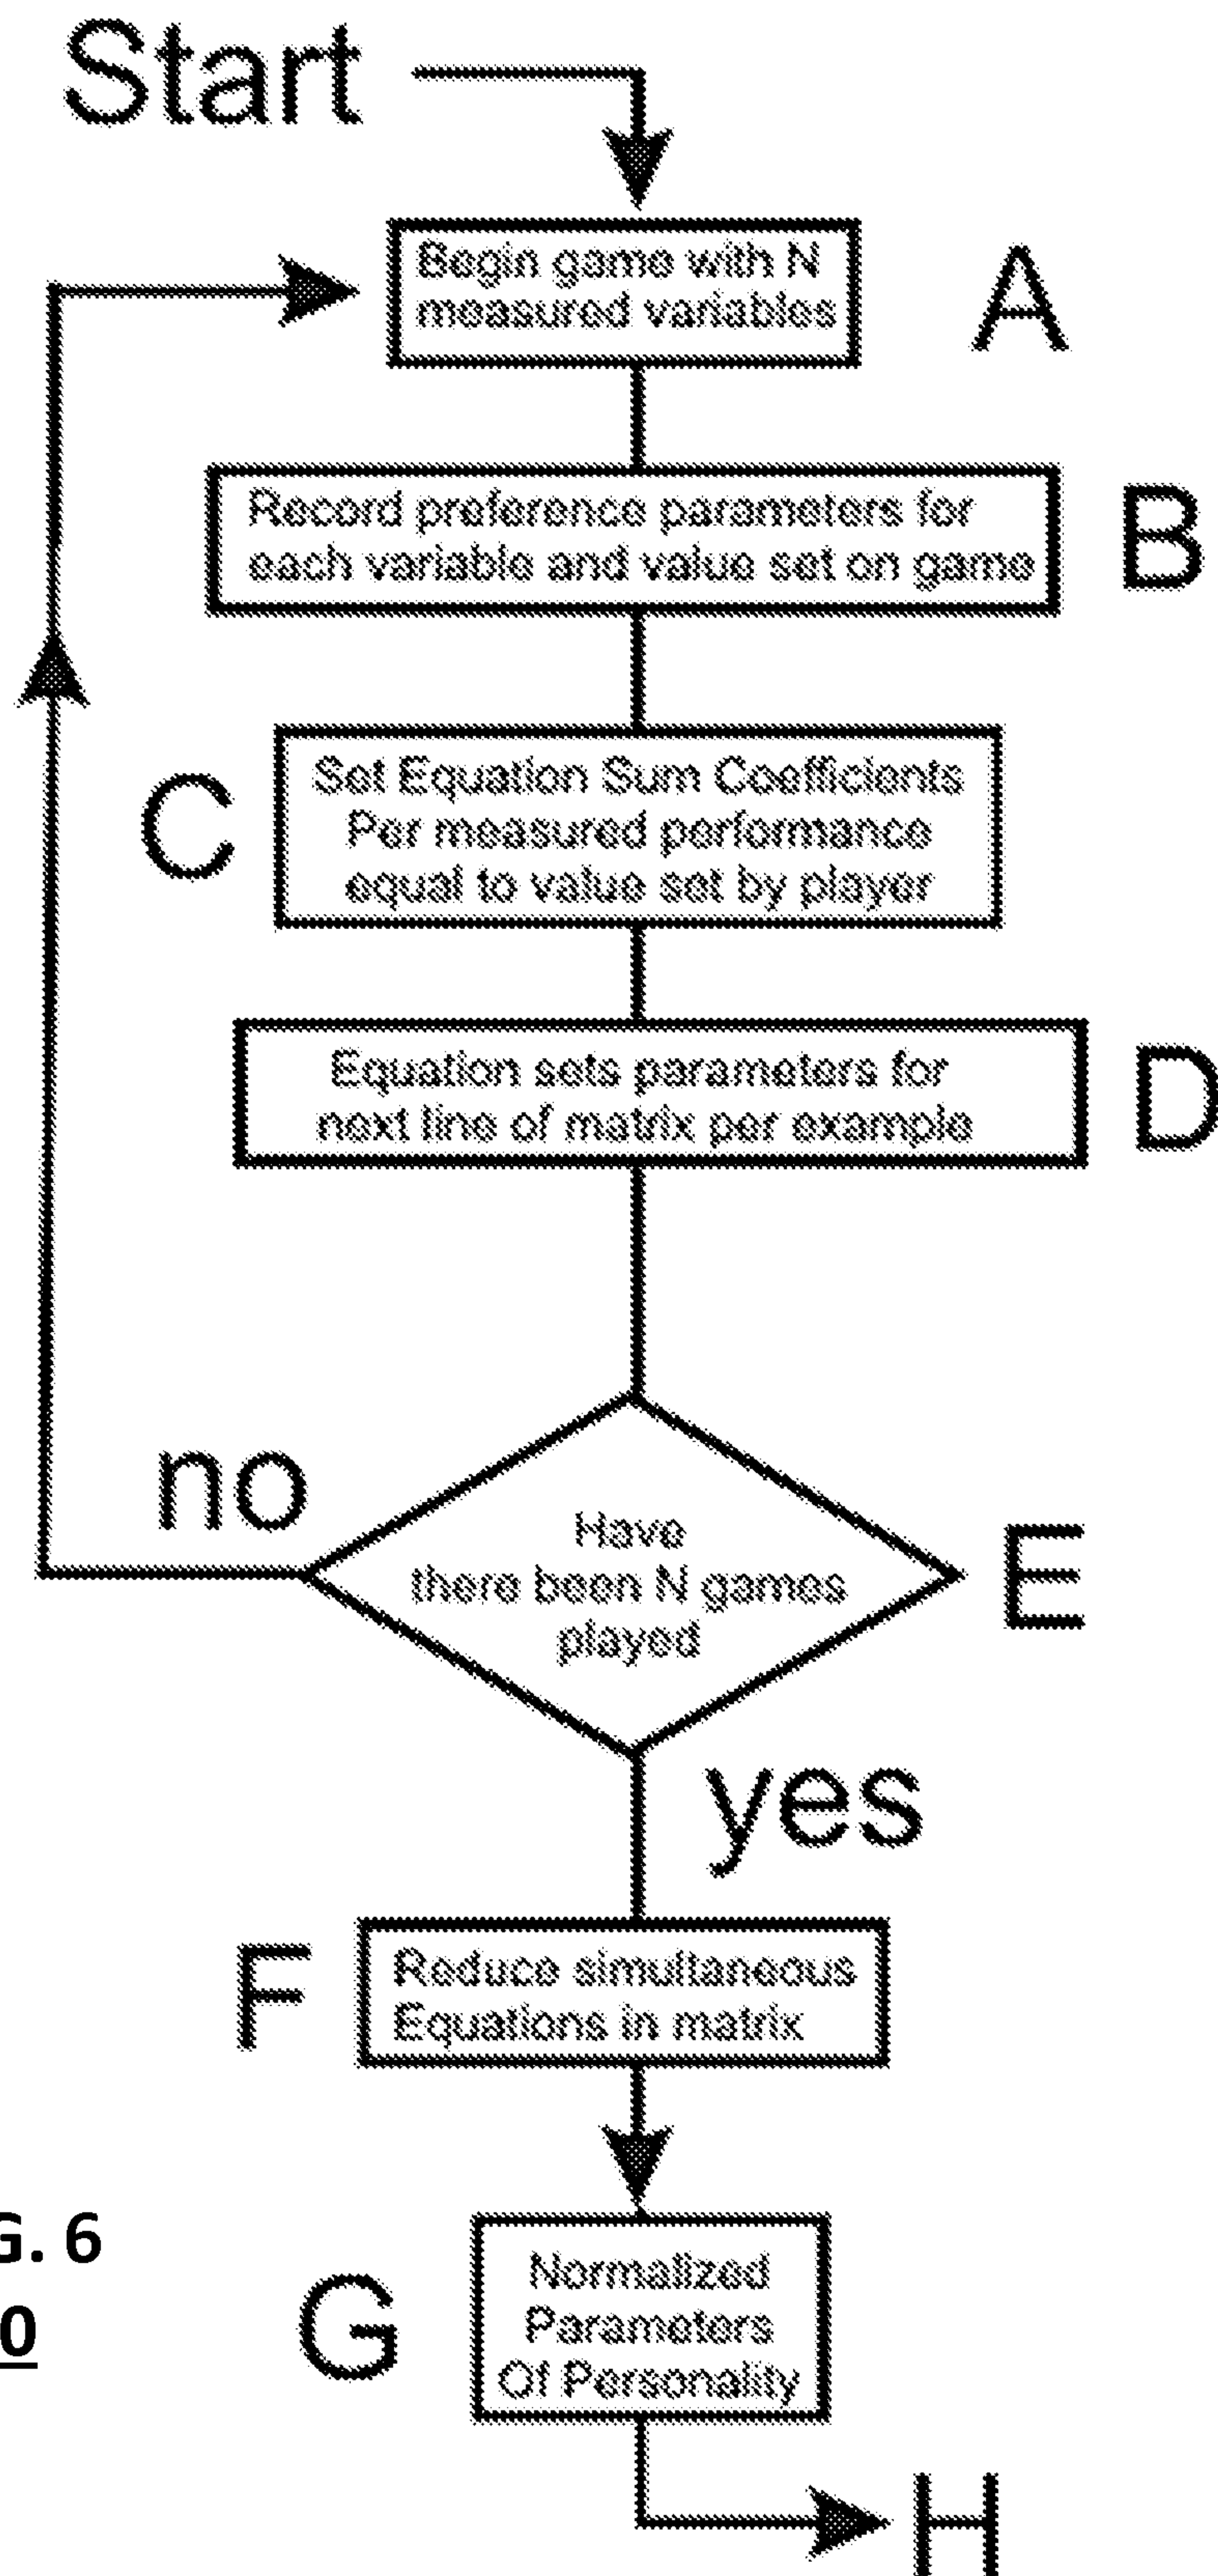 Start
Begin game with N
measured variables
A
Record preference parameters for
each variable and value set on game
B
C
Set Equation Sum Coefficients
Per measured performance
equal to value set by player
Equation sets parameters for
next line of matrix per example
D
no
Have
there been N games
played
E
yes
F
Reduce simultaneous
Equations in matrix
G. 6
0
G
Normalized
Parameters
Of Personality
H